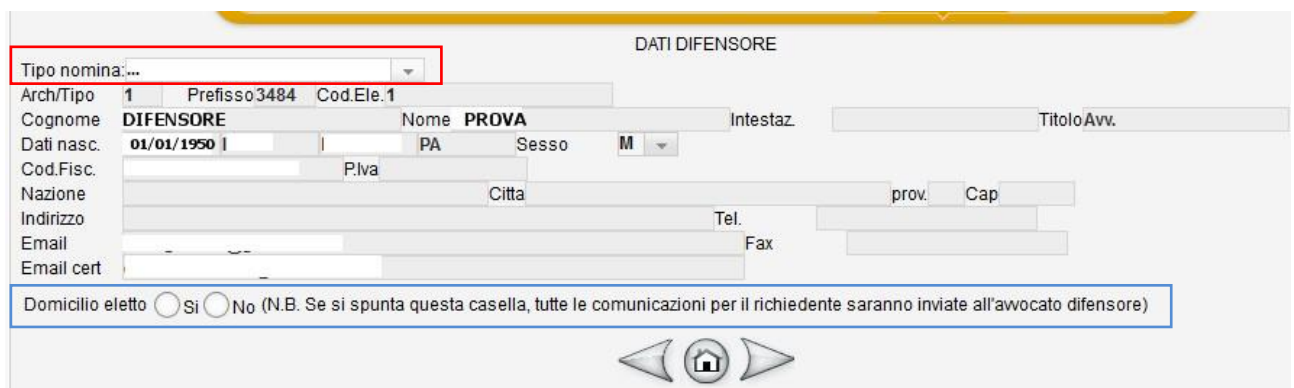 DATI DIFENSORE
Tipo nomina: ...
Arch/Tipo 1 Prefisso 3484 Cod.Ele. 1
Cognome DIFENSORE Nome PROVA Intestaz. Titolo Avv.
Dati nasc. 01/01/1950 PA Sesso M
Cod.Fisc. P.Iva
Nazione Citta prov. Cap
Indirizzo Tel.
Email Fax
Email cert
Domicilio eletto Si No (N.B. Se si spunta questa casella, tutte le comunicazioni per il richiedente saranno inviate all'avvocato difensore)